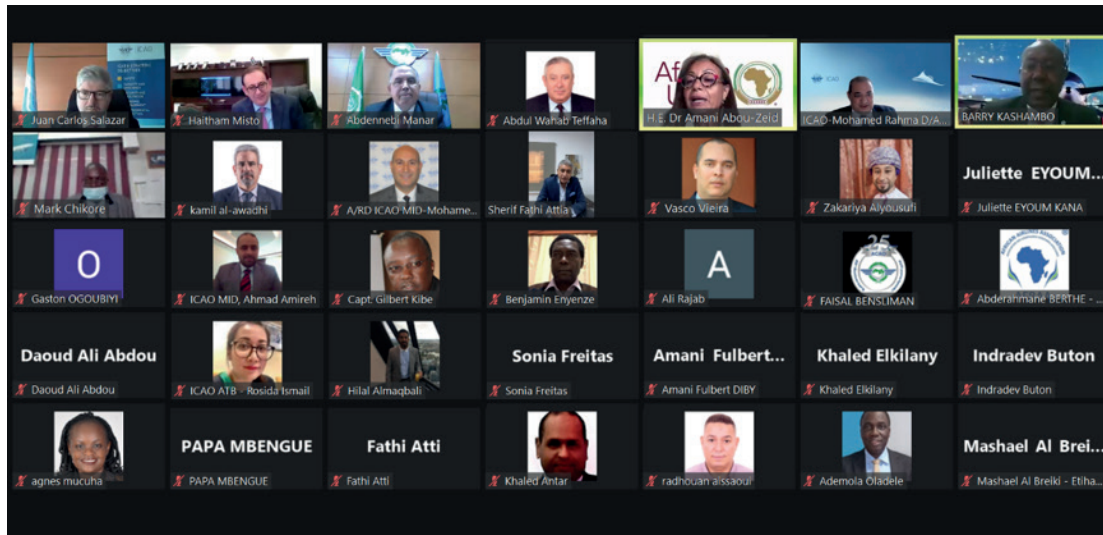 ICAO
Juan Carlos Salazar
Haitham Misto
Abdennebi Manar
Abdul Wahab Teffaha
H.E. Dr Amani Abou-Zeid
ICAO
ICAO-Mohamed Rahma D/A...
BARRY KASHAMBO
Mark Chikore
kamil al-awadhi
A/RD ICAO MID-Mohame...
Sherif Fathi Attia
Vasco Vieira
Zakariya Alyousufi
Juliette EYOUM...
Juliette EYOUM KANA
O
Gaston OGOUBIYI
ICAO MID, Ahmad Amireh
Capt. Gilbert Kibe
Benjamin Enyenze
A
Ali Rajab
25
FAISAL BENSLIMAN
Abderahmane BERTHE - ...
Daoud Ali Abdou
Daoud Ali Abdou
ICAO ATB - Rosida Ismail
Hilal Almaqbali
Sonia Freitas
Sonia Freitas
Amani Fulbert...
Amani Fulbert DIBY
Khaled Elkilany
Khaled Elkilany
Indradev Buton
Indradev Buton
agnes mucuha
PAPA MBENGUE
PAPA MBENGUE
Fathi Atti
Fathi Atti
Khaled Antar
radhouan aissaoui
Ademola Oladele
Mashael Al Brei...
Mashael Al Breiki - Etiha...